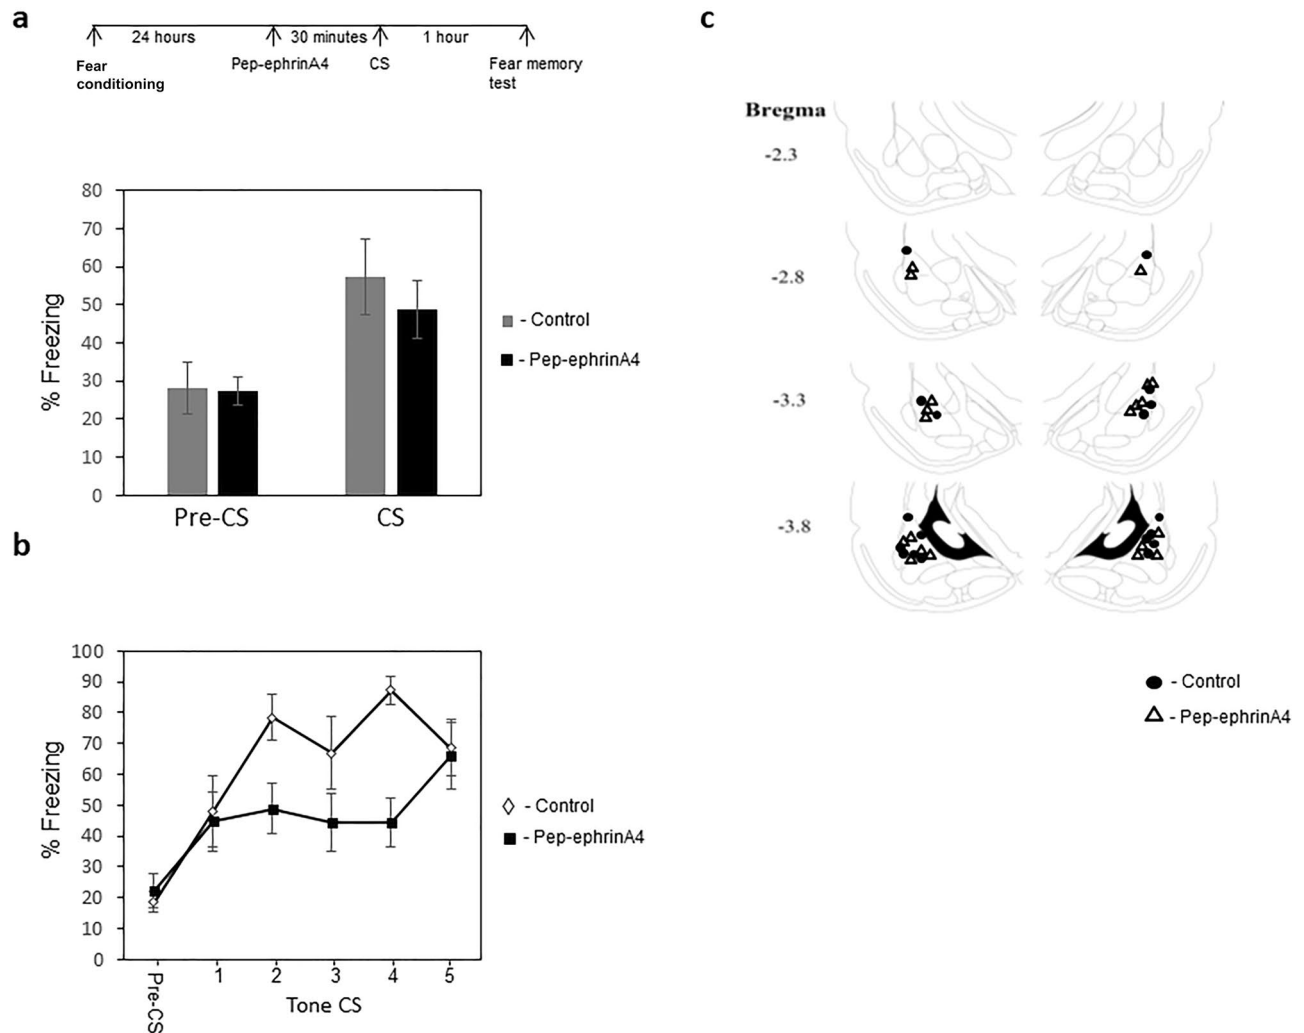 a
24 hours
30 minutes
1 hour
Fear conditioning
Pep-ephrinA4
CS
Fear memory test
80
70
60
50
40
30
20
10
0
% Freezing
Pre-CS
CS
- Control
- Pep-ephrinA4
b
100
90
80
70
60
50
40
30
20
10
0
% Freezing
Pre-CS
1
2
3
4
5
Tone CS
- Control
- Pep-ephrinA4
c
Bregma
-2.3
-2.8
-3.3
-3.8
- Control
- Pep-ephrinA4